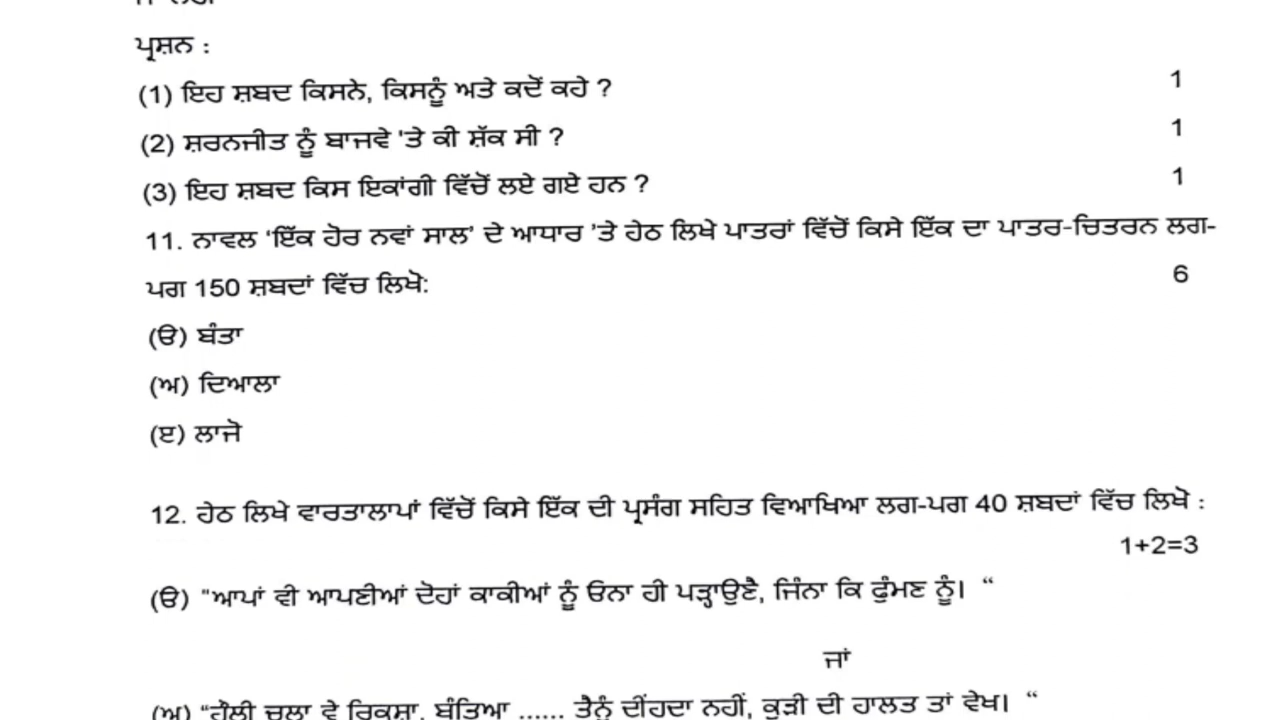 ਪ੍ਰਸ਼ਨ :
(1) ਇਹ ਸ਼ਬਦ ਕਿਸਨੇ, ਕਿਸਨੂੰ ਅਤੇ ਕਦੋਂ ਕਹੇ ? 1
(2) ਸ਼ਰਨਜੀਤ ਨੂੰ ਬਾਜਵੇ 'ਤੇ ਕੀ ਸ਼ੱਕ ਸੀ ? 1
(3) ਇਹ ਸ਼ਬਦ ਕਿਸ ਇਕਾਂਗੀ ਵਿੱਚੋਂ ਲਏ ਗਏ ਹਨ ? 1
11. ਨਾਵਲ 'ਇੱਕ ਹੋਰ ਨਵਾਂ ਸਾਲ' ਦੇ ਆਧਾਰ 'ਤੇ ਹੇਠ ਲਿਖੇ ਪਾਤਰਾਂ ਵਿੱਚੋਂ ਕਿਸੇ ਇੱਕ ਦਾ ਪਾਤਰ-ਚਿਤਰਨ ਲਗ-
ਪਗ 150 ਸ਼ਬਦਾਂ ਵਿੱਚ ਲਿਖੋ: 6
(ੳ) ਬੰਤਾ
(ਅ) ਦਿਆਲਾ
(ੲ) ਲਾਜੋ
12. ਹੇਠ ਲਿਖੇ ਵਾਰਤਾਲਾਪਾਂ ਵਿੱਚੋਂ ਕਿਸੇ ਇੱਕ ਦੀ ਪ੍ਰਸੰਗ ਸਹਿਤ ਵਿਆਖਿਆ ਲਗ-ਪਗ 40 ਸ਼ਬਦਾਂ ਵਿੱਚ ਲਿਖੋ :
1+2=3
(ੳ) "ਆਪਾਂ ਵੀ ਆਪਣੀਆਂ ਦੋਹਾਂ ਕਾਕੀਆਂ ਨੂੰ ਓਨਾ ਹੀ ਪੜ੍ਹਾਉਣੈ, ਜਿੰਨਾ ਕਿ ਫੁੰਮਣ ਨੂੰ। “
ਜਾਂ
(ਅ) “ਹੌਲੀ ਚਲਾ ਵੇ ਰਿਕਸ਼ਾ, ਬੰਤਿਆ ...... ਤੈਨੂੰ ਦੀਂਹਦਾ ਨਹੀਂ, ਕੁੜੀ ਦੀ ਹਾਲਤ ਤਾਂ ਵੇਖ। “